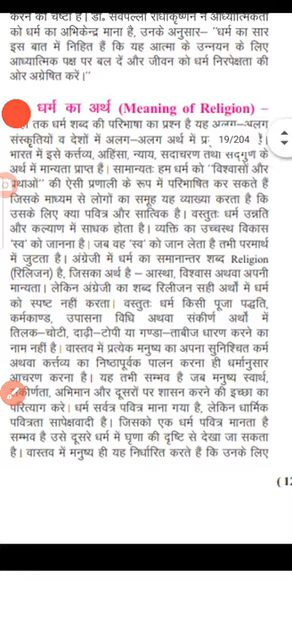 करने की चेष्टा है। डॉ. सर्वपल्ली राधाकृष्णन ने आध्यात्मिकता
को धर्म का अभिकेन्द्र माना है, उनके अनुसार– "धर्म का सार
इस बात में निहित हैं कि यह आत्मा के उन्नयन के लिए
आध्यात्मिक पक्ष पर बल दें और जीवन को धर्म निरपेक्षता की
ओर अग्रेषित करें।"
धर्म का अर्थ (Meaning of Religion) –
तक धर्म शब्द की परिभाषा का प्रश्न है यह अलग-अलग
संस्कृतियों व देशों में अलग-अलग अर्थ में 19/204 है।
भारत में इसे कर्त्तव्य, अहिंसा, न्याय, सदाचरण तथा सद्गुण के
अर्थ में मान्यता प्राप्त है। सामान्यतः हम धर्म को "विश्वासों और
प्रथाओं" की ऐसी प्रणाली के रूप में परिभाषित कर सकते हैं
जिसके माध्यम से लोगों का समूह यह व्याख्या करता है कि
उसके लिए क्या पवित्र और सात्विक है। वस्तुतः धर्म उन्नति
और कल्याण में साधक होता है। व्यक्ति का उच्चस्थ विकास
'स्व' को जानना है। जब वह 'स्व' को जान लेता है तभी परमार्थ
में जुटता है। अंग्रेजी में धर्म का समानान्तर शब्द Religion
(रिलिजन) है, जिसका अर्थ है – आस्था, विश्वास अथवा अपनी
मान्यता। लेकिन अंग्रेजी का शब्द रिलीजन सही अर्थों में धर्म
को स्पष्ट नहीं करता। वस्तुतः धर्म किसी पूजा पद्धति,
कर्मकाण्ड, उपासना विधि अथवा संकीर्ण अर्थों में
तिलक-चोटी, दाढ़ी-टोपी या गण्डा-ताबीज धारण करने का
नाम नहीं है। वास्तव में प्रत्येक मनुष्य का अपना सुनिश्चित कर्म
अथवा कर्त्तव्य का निष्ठापूर्वक पालन करना ही धर्मानुसार
आचरण करना है। यह तभी सम्भव है जब मनुष्य स्वार्थ,
संकीर्णता, अभिमान और दूसरों पर शासन करने की इच्छा का
परित्याग करे। धर्म सर्वत्र पवित्र माना गया है, लेकिन धार्मिक
पवित्रता सापेक्षवादी है। जिसको एक धर्म पवित्र मानता है
सम्भव है उसे दूसरे धर्म में घृणा की दृष्टि से देखा जा सकता
है। वास्तव में मनुष्य ही यह निर्धारित करते हैं कि उनके लिए